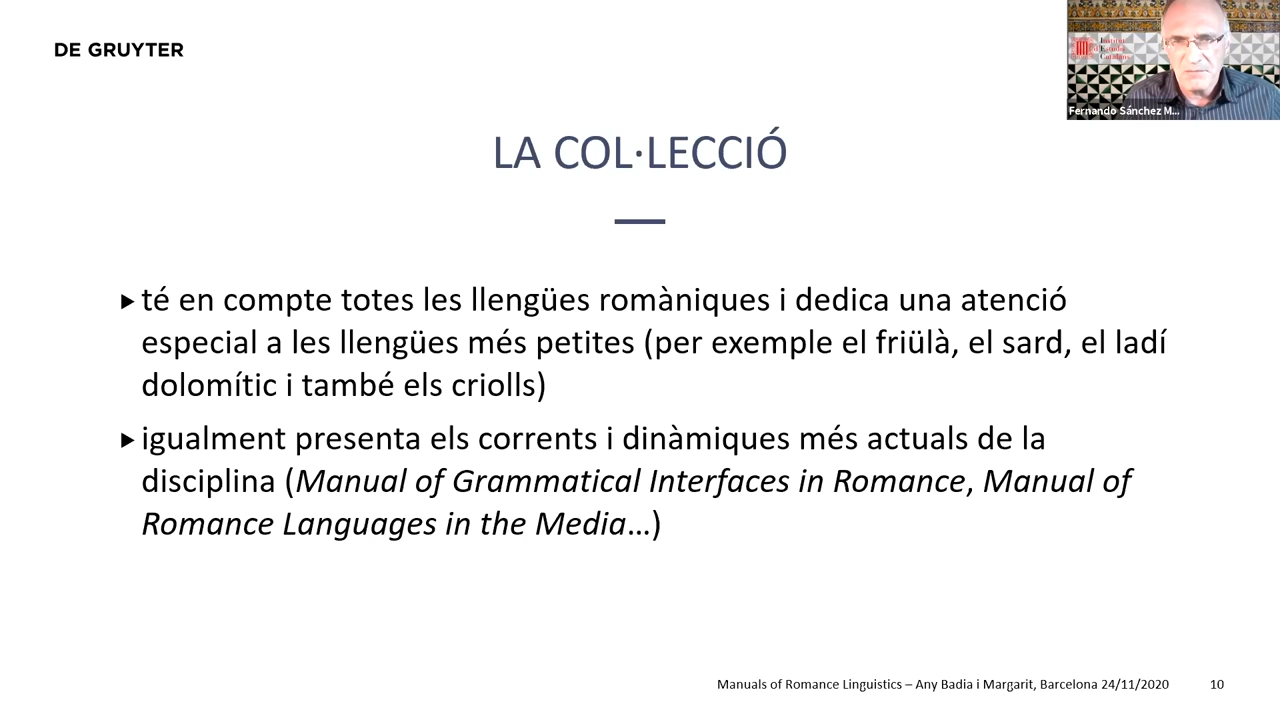 DE GRUYTER
Fernando Sánchez M...
LA COL·LECCIÓ
té en compte totes les llengües romàniques i dedica una atenció
especial a les llengües més petites (per exemple el friülà, el sard, el ladí
dolomític i també els criolls)
igualment presenta els corrents i dinàmiques més actuals de la
disciplina (Manual of Grammatical Interfaces in Romance, Manual of
Romance Languages in the Media…)
Manuals of Romance Linguistics – Any Badia i Margarit, Barcelona 24/11/2020
10